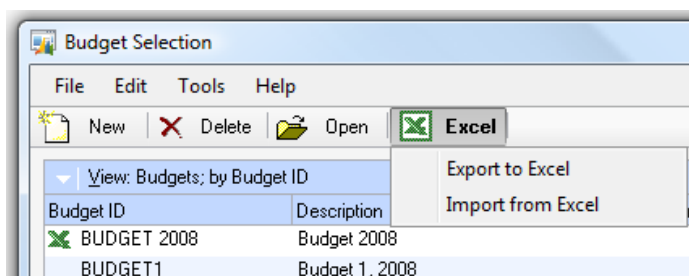 Budget Selection
File Edit Tools Help
New Delete Open Excel
Export to Excel
Import from Excel
View: Budgets; by Budget ID
Budget ID Description
BUDGET 2008 Budget 2008
BUDGET1 Budget 1, 2008